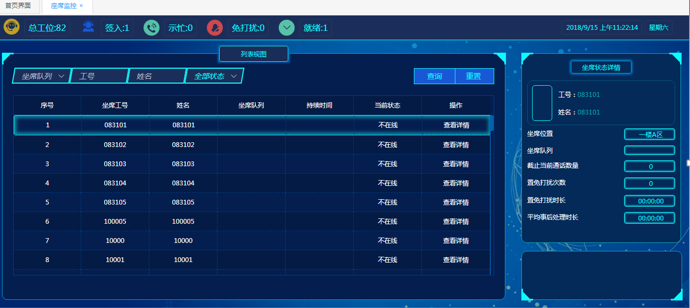 首页界面 座席监控 ×
总工位:82 签入:1 示忙:0 免打扰:0 就绪:1 2018/9/15 上午11:22:14 星期六
列表视图
坐席队列 工号 姓名 全部状态 查询 重置
序号 坐席工号 姓名 坐席队列 持续时间 当前状态 操作
1 083101 083101 不在线 查看详情
2 083102 083102 不在线 查看详情
3 083103 083103 不在线 查看详情
4 083104 083104 不在线 查看详情
5 083105 083105 不在线 查看详情
6 100005 100005 不在线 查看详情
7 10000 10000 不在线 查看详情
8 10001 10001 不在线 查看详情
坐席状态详情
工号：083101
姓名：083101
坐席位置 一楼A区
坐席队列
截止当前通话数量 0
置免打扰次数 0
置免打扰时长 00:00:00
平均事后处理时长 00:00:00